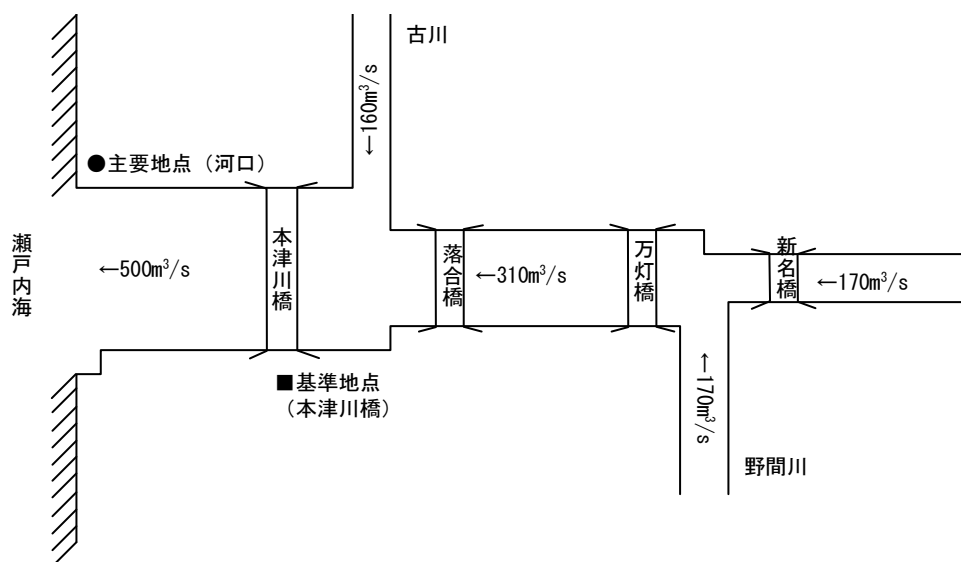 古川
←160m³/s
●主要地点（河口）
瀬戸内海
←500m³/s
本津川橋
落合橋
←310m³/s
万灯橋
新名橋
←170m³/s
■基準地点
（本津川橋）
←170m³/s
野間川